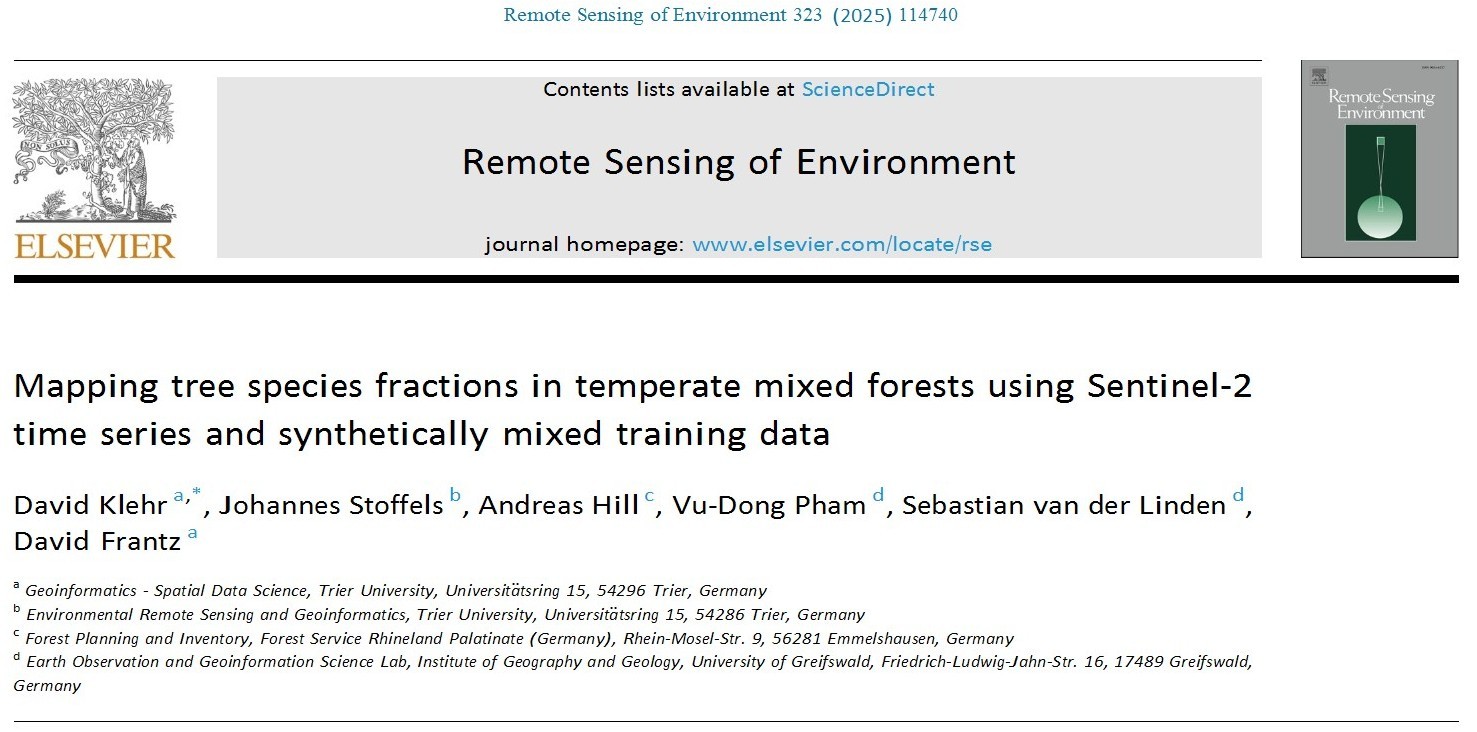 Remote Sensing of Environment 323 (2025) 114740
Contents lists available at ScienceDirect
Remote Sensing of Environment
journal homepage: www.elsevier.com/locate/rse
NON SOLUS
ELSEVIER
Remote Sensing
of
Environment
Mapping tree species fractions in temperate mixed forests using Sentinel-2
time series and synthetically mixed training data
David Klehr a,*, Johannes Stoffels b, Andreas Hill c, Vu-Dong Pham d, Sebastian van der Linden d,
David Frantz a
a Geoinformatics - Spatial Data Science, Trier University, Universitätsring 15, 54296 Trier, Germany
b Environmental Remote Sensing and Geoinformatics, Trier University, Universitätsring 15, 54286 Trier, Germany
c Forest Planning and Inventory, Forest Service Rhineland Palatinate (Germany), Rhein-Mosel-Str. 9, 56281 Emmelshausen, Germany
d Earth Observation and Geoinformation Science Lab, Institute of Geography and Geology, University of Greifswald, Friedrich-Ludwig-Jahn-Str. 16, 17489 Greifswald,
Germany